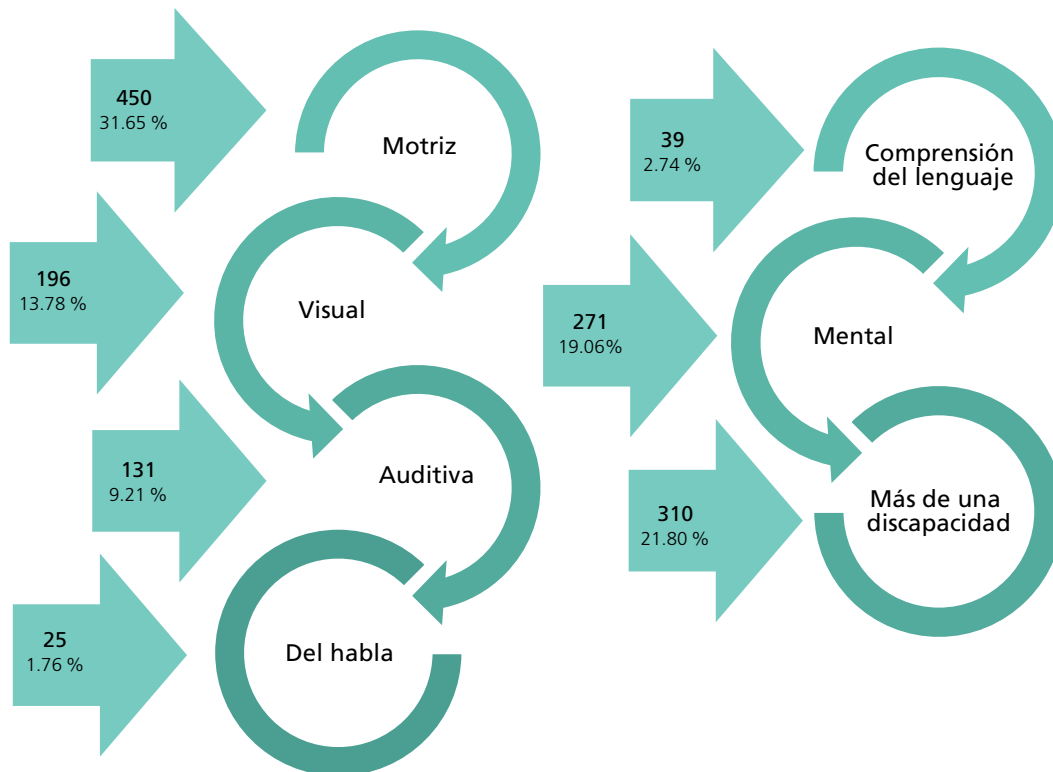 450
31.65 %
Motriz
196
13.78 %
Visual
131
9.21 %
Auditiva
25
1.76 %
Del habla
39
2.74 %
Comprensión
del lenguaje
271
19.06%
Mental
310
21.80 %
Más de una
discapacidad